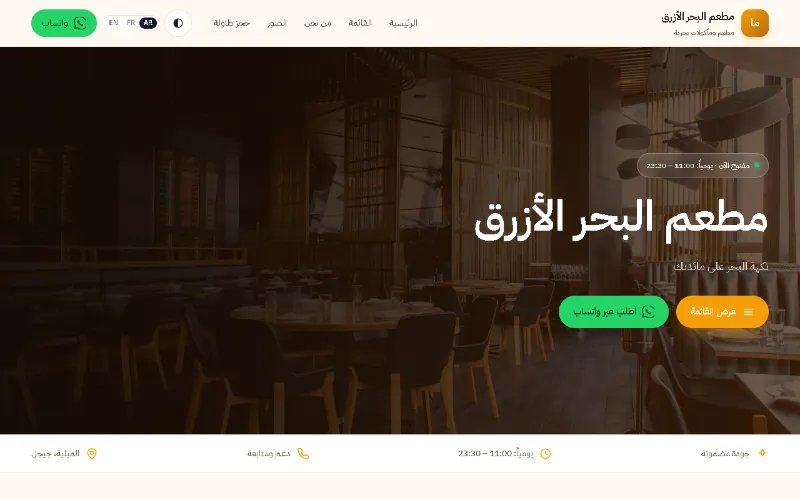 ما
مطعم البحر الأزرق
مطعم ومأكولات بحرية
الرئيسية
القائمة
من نحن
الصور
حجز طاولة
AR
FR
EN
واتساب
مفتوح الآن · يومياً: 11:00 – 23:30
مطعم البحر الأزرق
نكهة البحر على مائدتك
عرض القائمة
اطلب عبر واتساب
جودة مضمونة
يومياً: 11:00 – 23:30
دعم ومتابعة
الميلية، جيجل